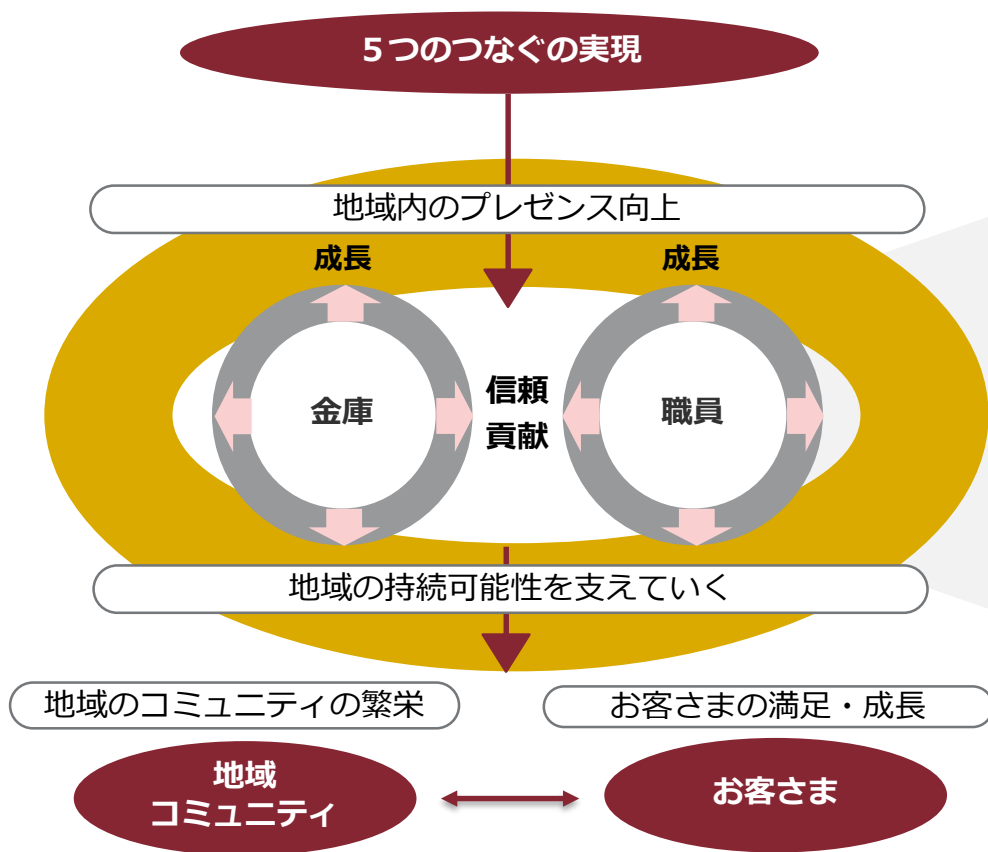 ５つのつなぐの実現
地域内のプレゼンス向上
成長
成長
金庫
信頼
貢献
職員
地域の持続可能性を支えていく
地域のコミュニティの繁栄
お客さまの満足・成長
地域
コミュニティ
お客さま